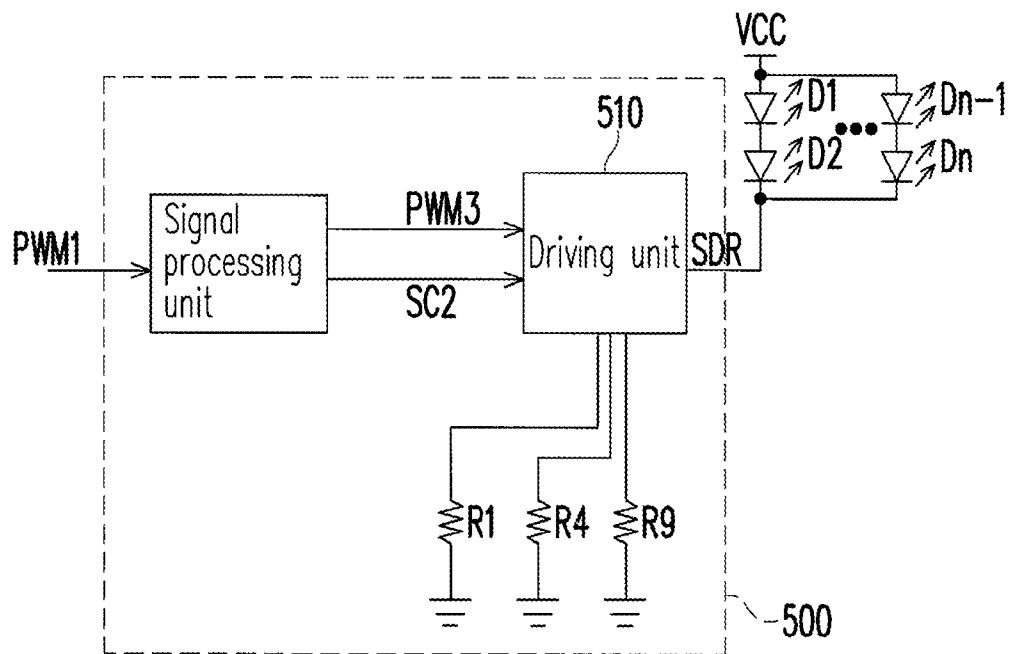 VCC
D1
Dn-1
510
D2
Dn
PWM1
Signal
processing
unit
PWM3
SC2
Driving unit
SDR
R1
R4
R9
500